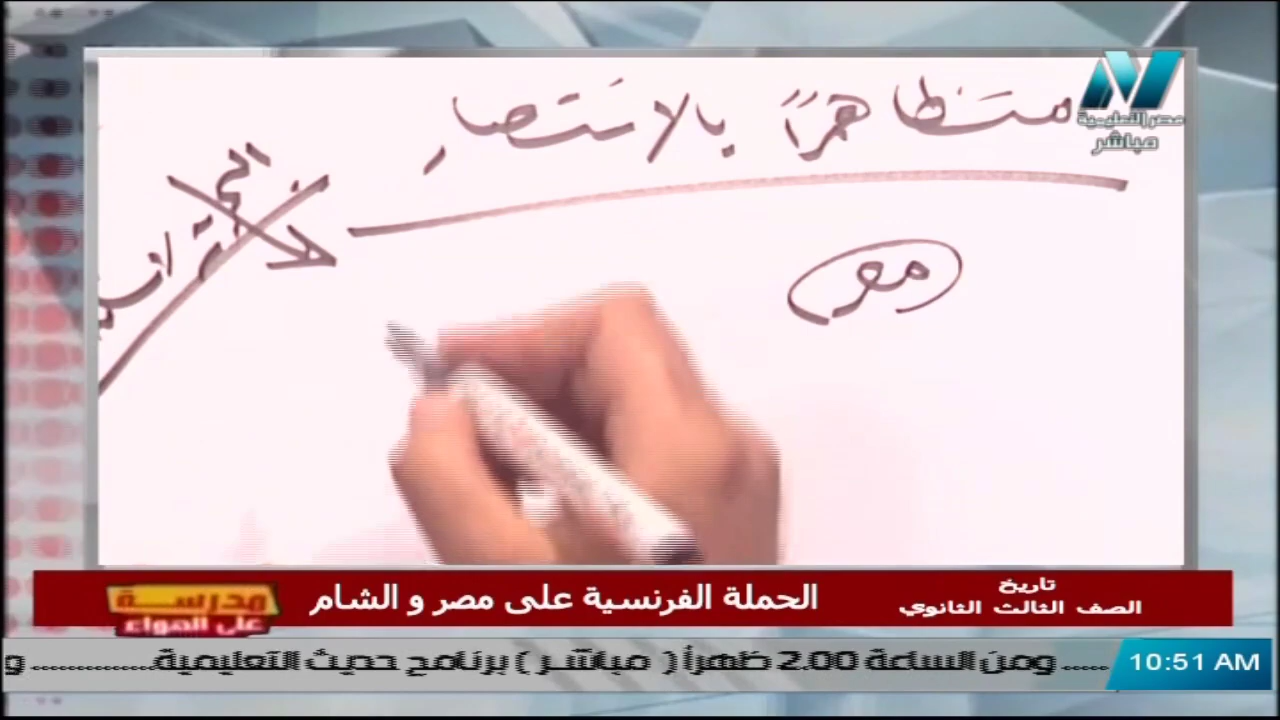 متظاهرًا بالانتصار
مصر
مصر التعليمية
مباشر
تاريخ
الصف الثالث الثانوي
الحملة الفرنسية على مصر و الشام
مدرسة
على الهواء
10:51 AM
..... ومن الساعة 2.00 ظهراً ( مباشر ) برنامج حديث التعليمية............ و